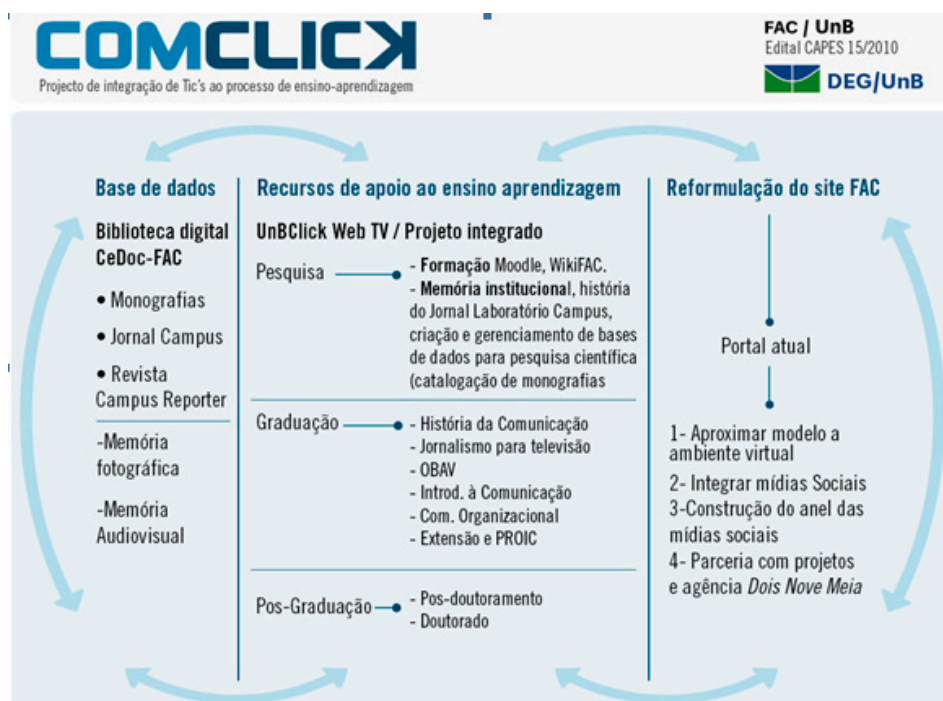 COMCLICK
Projecto de integração de Tic's ao processo de ensino-aprendizagem
FAC / UnB
Edital CAPES 15/2010
DEG/UnB
Base de dados
Biblioteca digital
CeDoc-FAC
• Monografias
• Jornal Campus
• Revista
Campus Reporter
-Memória
fotográfica
-Memória
Audiovisual
Recursos de apoio ao ensino aprendizagem
UnBClick Web TV / Projeto integrado
Pesquisa
- Formação Moodle, WikiFAC.
- Memória institucional, história
do Jornal Laboratório Campus,
criação e gerenciamento de bases
de dados para pesquisa científica
(catalogação de monografias
Graduação
- História da Comunicação
- Jornalismo para televisão
- OBAV
- Introd. à Comunicação
- Com. Organizacional
- Extensão e PROIC
Pos-Graduação
- Pos-doutoramento
- Doutorado
Reformulação do site FAC
Portal atual
1- Aproximar modelo a
ambiente virtual
2- Integrar mídias Sociais
3-Construção do anel das
mídias sociais
4- Parceria com projetos
e agência Dois Nove Meia